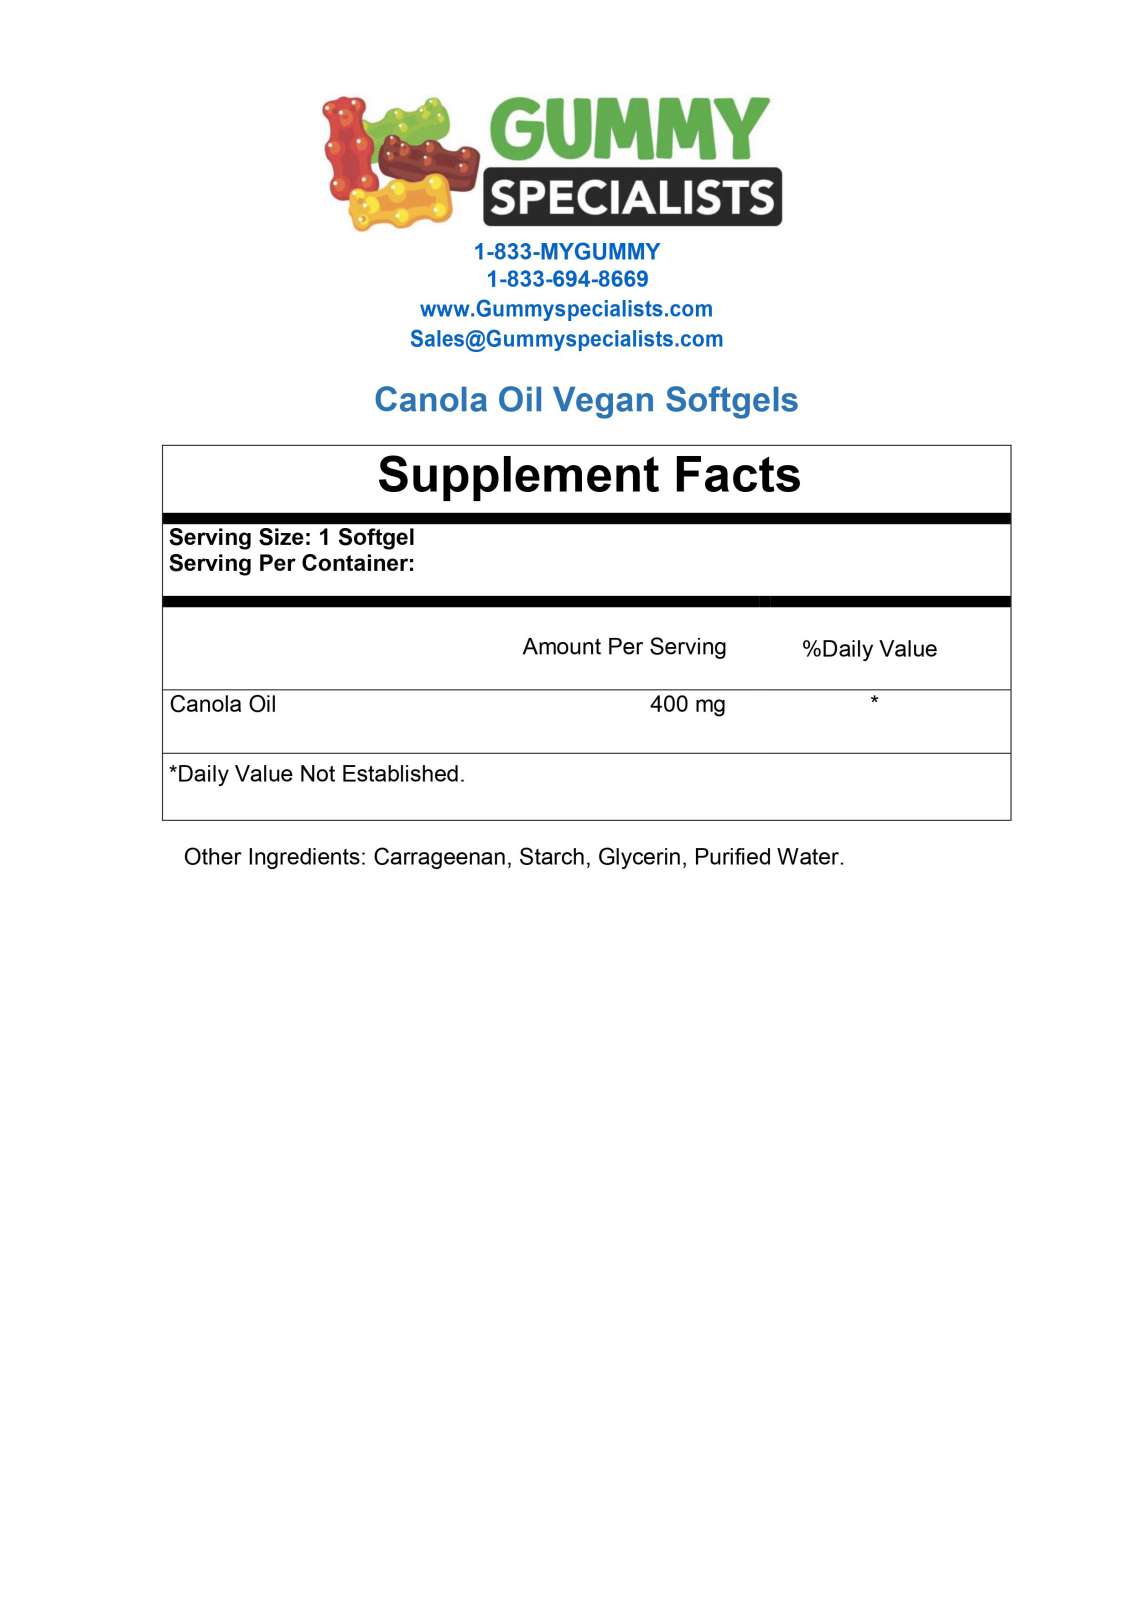 GUMMY
SPECIALISTS
1-833-MYGUMMY
1-833-694-8669
www.Gummyspecialists.com
Sales@Gummyspecialists.com
Canola Oil Vegan Softgels
Supplement Facts
Serving Size: 1 Softgel
Serving Per Container:
Amount Per Serving %Daily Value
Canola Oil 400 mg *
*Daily Value Not Established.
Other Ingredients: Carrageenan, Starch, Glycerin, Purified Water.